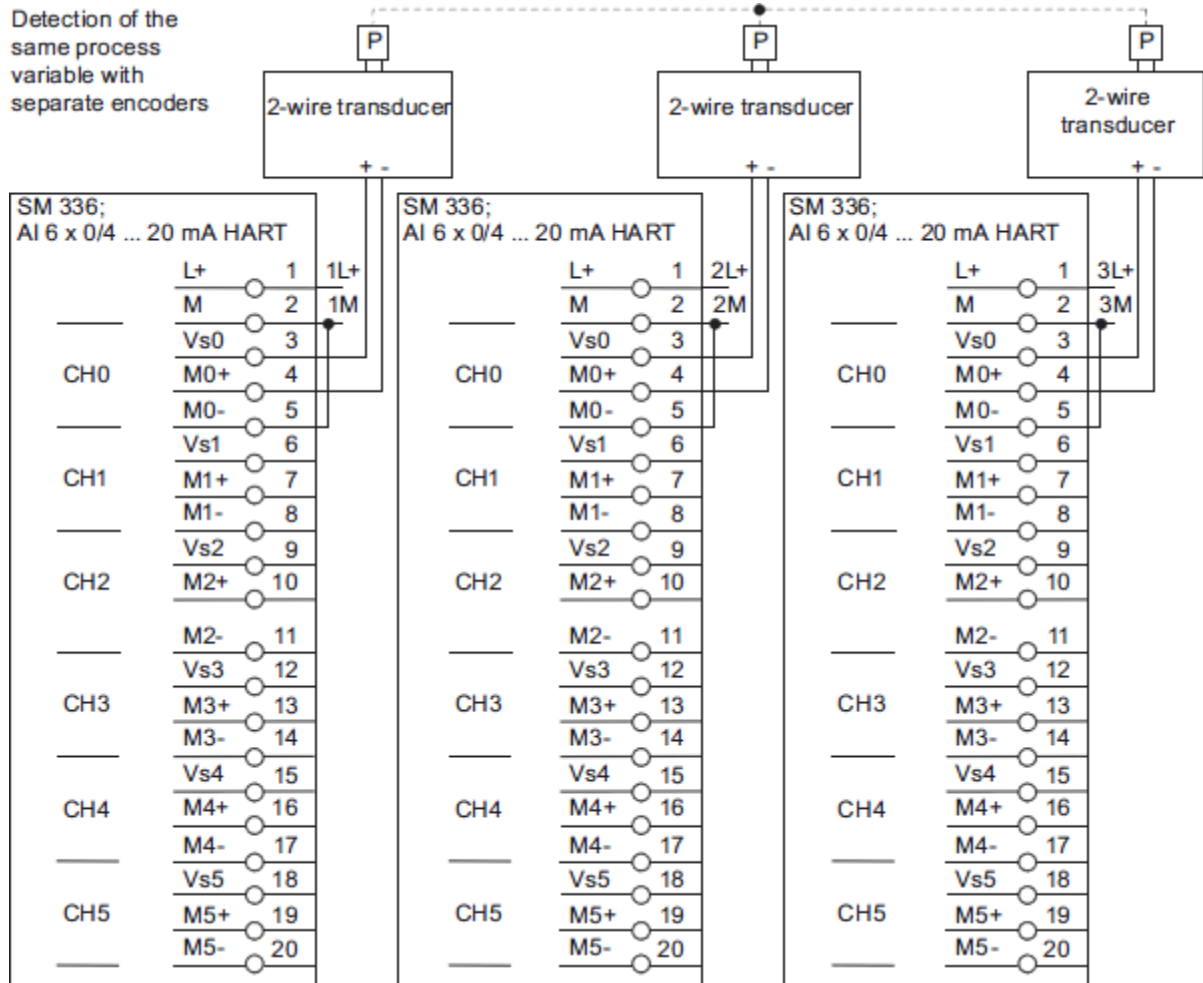 Detection of the
same process
variable with
separate encoders
P
P
P
2-wire transducer
+ -
2-wire transducer
+ -
2-wire
transducer
+ -
SM 336;
AI 6 x 0/4 ... 20 mA HART
L+ 1 1L+
M 2 1M
Vs0 3
CH0 M0+ 4
M0- 5
Vs1 6
CH1 M1+ 7
M1- 8
Vs2 9
CH2 M2+ 10
M2- 11
Vs3 12
CH3 M3+ 13
M3- 14
Vs4 15
CH4 M4+ 16
M4- 17
Vs5 18
CH5 M5+ 19
M5- 20
SM 336;
AI 6 x 0/4 ... 20 mA HART
L+ 1 2L+
M 2 2M
Vs0 3
CH0 M0+ 4
M0- 5
Vs1 6
CH1 M1+ 7
M1- 8
Vs2 9
CH2 M2+ 10
M2- 11
Vs3 12
CH3 M3+ 13
M3- 14
Vs4 15
CH4 M4+ 16
M4- 17
Vs5 18
CH5 M5+ 19
M5- 20
SM 336;
AI 6 x 0/4 ... 20 mA HART
L+ 1 3L+
M 2 3M
Vs0 3
CH0 M0+ 4
M0- 5
Vs1 6
CH1 M1+ 7
M1- 8
Vs2 9
CH2 M2+ 10
M2- 11
Vs3 12
CH3 M3+ 13
M3- 14
Vs4 15
CH4 M4+ 16
M4- 17
Vs5 18
CH5 M5+ 19
M5- 20